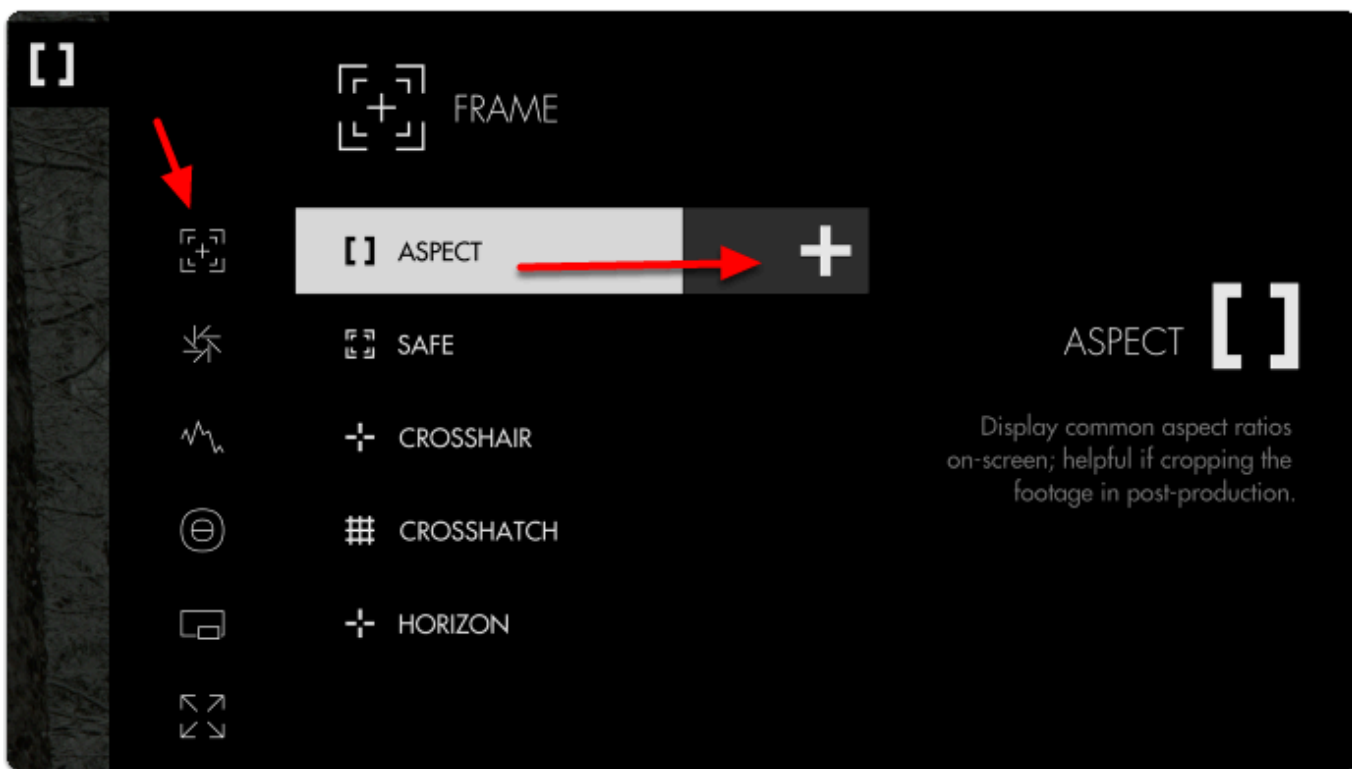 FRAME
ASPECT
SAFE
CROSSHAIR
CROSSHATCH
HORIZON
ASPECT
Display common aspect ratios
on-screen; helpful if cropping the
footage in post-production.